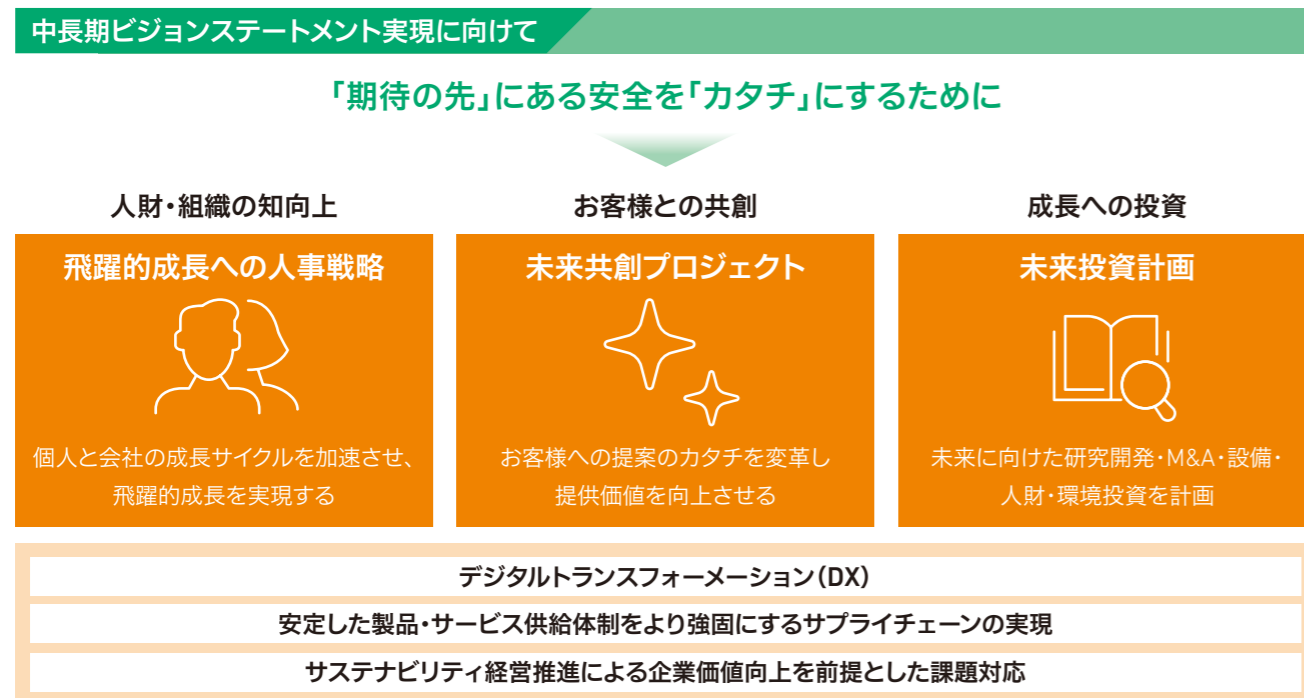 中長期ビジョンステートメント実現に向けて
「期待の先」にある安全を「カタチ」にするために
人財・組織の知向上
飛躍的成長への人事戦略
個人と会社の成長サイクルを加速させ、
飛躍的成長を実現する
お客様との共創
未来共創プロジェクト
お客様への提案のカタチを変革し
提供価値を向上させる
成長への投資
未来投資計画
未来に向けた研究開発・M&A・設備・
人財・環境投資を計画
デジタルトランスフォーメーション(DX)
安定した製品・サービス供給体制をより強固にするサプライチェーンの実現
サステナビリティ経営推進による企業価値向上を前提とした課題対応